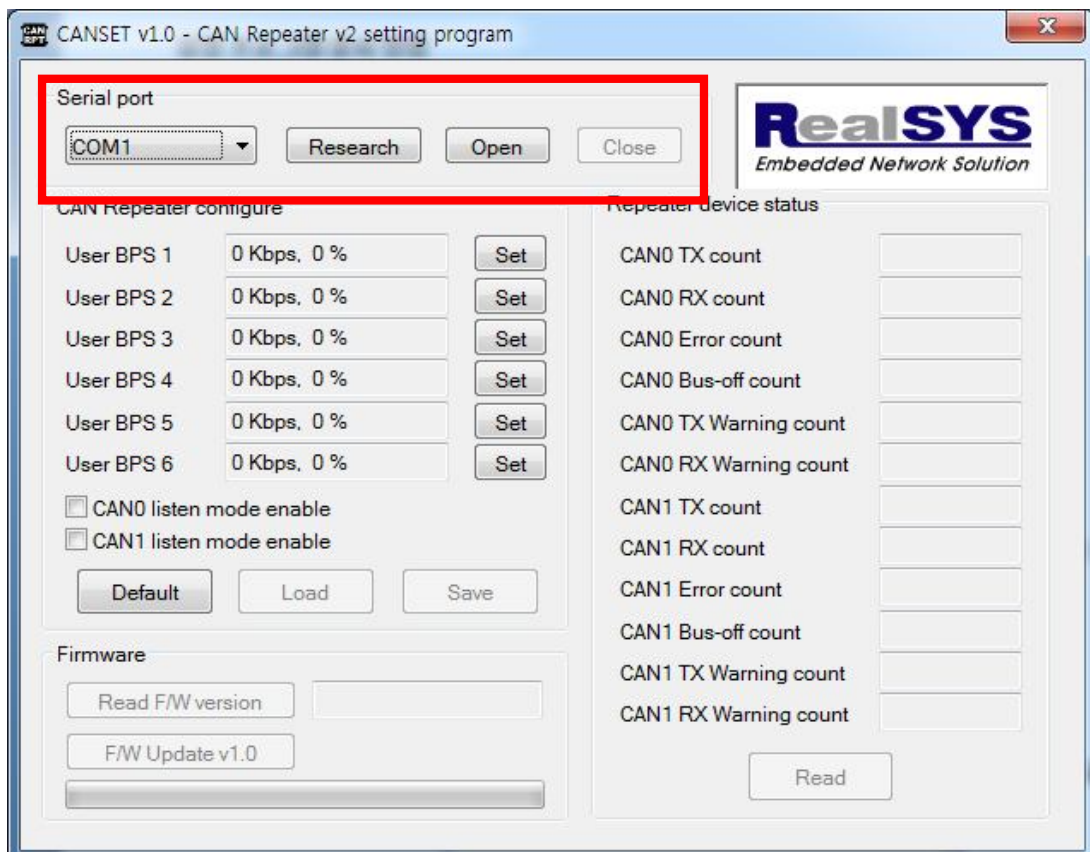 CAN RPT CANSET v1.0 - CAN Repeater v2 setting program
Serial port
COM1 Research Open Close
RealSYS
Embedded Network Solution
CAN Repeater configure
User BPS 1 0 Kbps, 0 % Set
User BPS 2 0 Kbps, 0 % Set
User BPS 3 0 Kbps, 0 % Set
User BPS 4 0 Kbps, 0 % Set
User BPS 5 0 Kbps, 0 % Set
User BPS 6 0 Kbps, 0 % Set
CAN0 listen mode enable
CAN1 listen mode enable
Default Load Save
Firmware
Read F/W version
F/W Update v1.0
Repeater device status
CAN0 TX count
CAN0 RX count
CAN0 Error count
CAN0 Bus-off count
CAN0 TX Warning count
CAN0 RX Warning count
CAN1 TX count
CAN1 RX count
CAN1 Error count
CAN1 Bus-off count
CAN1 TX Warning count
CAN1 RX Warning count
Read